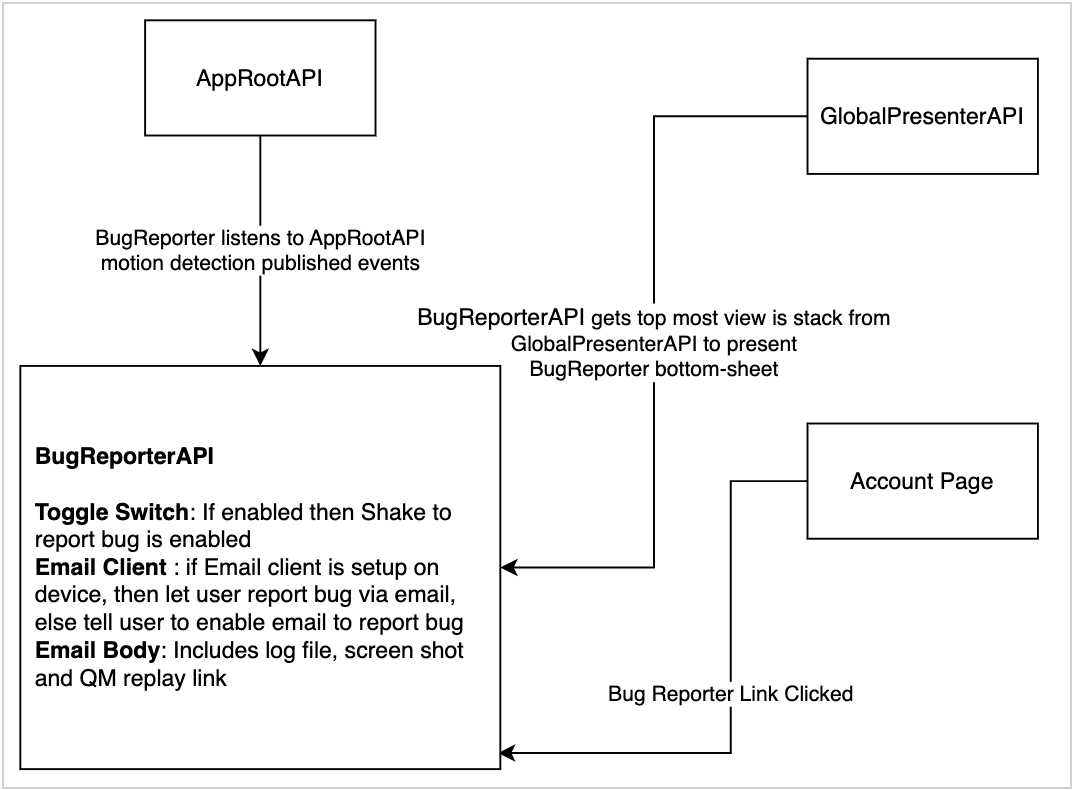 AppRootAPI
GlobalPresenterAPI
BugReporter listens to AppRootAPI
motion detection published events
BugReporterAPI gets top most view is stack from
GlobalPresenterAPI to present
BugReporter bottom-sheet
BugReporterAPI
Toggle Switch: If enabled then Shake to
report bug is enabled
Email Client : if Email client is setup on
device, then let user report bug via email,
else tell user to enable email to report bug
Email Body: Includes log file, screen shot
and QM replay link
Account Page
Bug Reporter Link Clicked